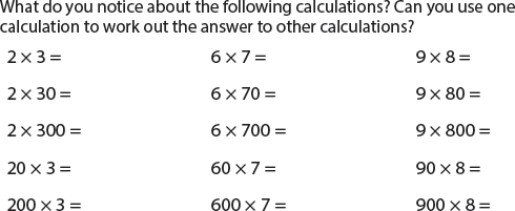 What do you notice about the following calculations? Can you use one
calculation to work out the answer to other calculations?
2 × 3 = 6 × 7 = 9 × 8 =
2 × 30 = 6 × 70 = 9 × 80 =
2 × 300 = 6 × 700 = 9 × 800 =
20 × 3 = 60 × 7 = 90 × 8 =
200 × 3 = 600 × 7 = 900 × 8 =